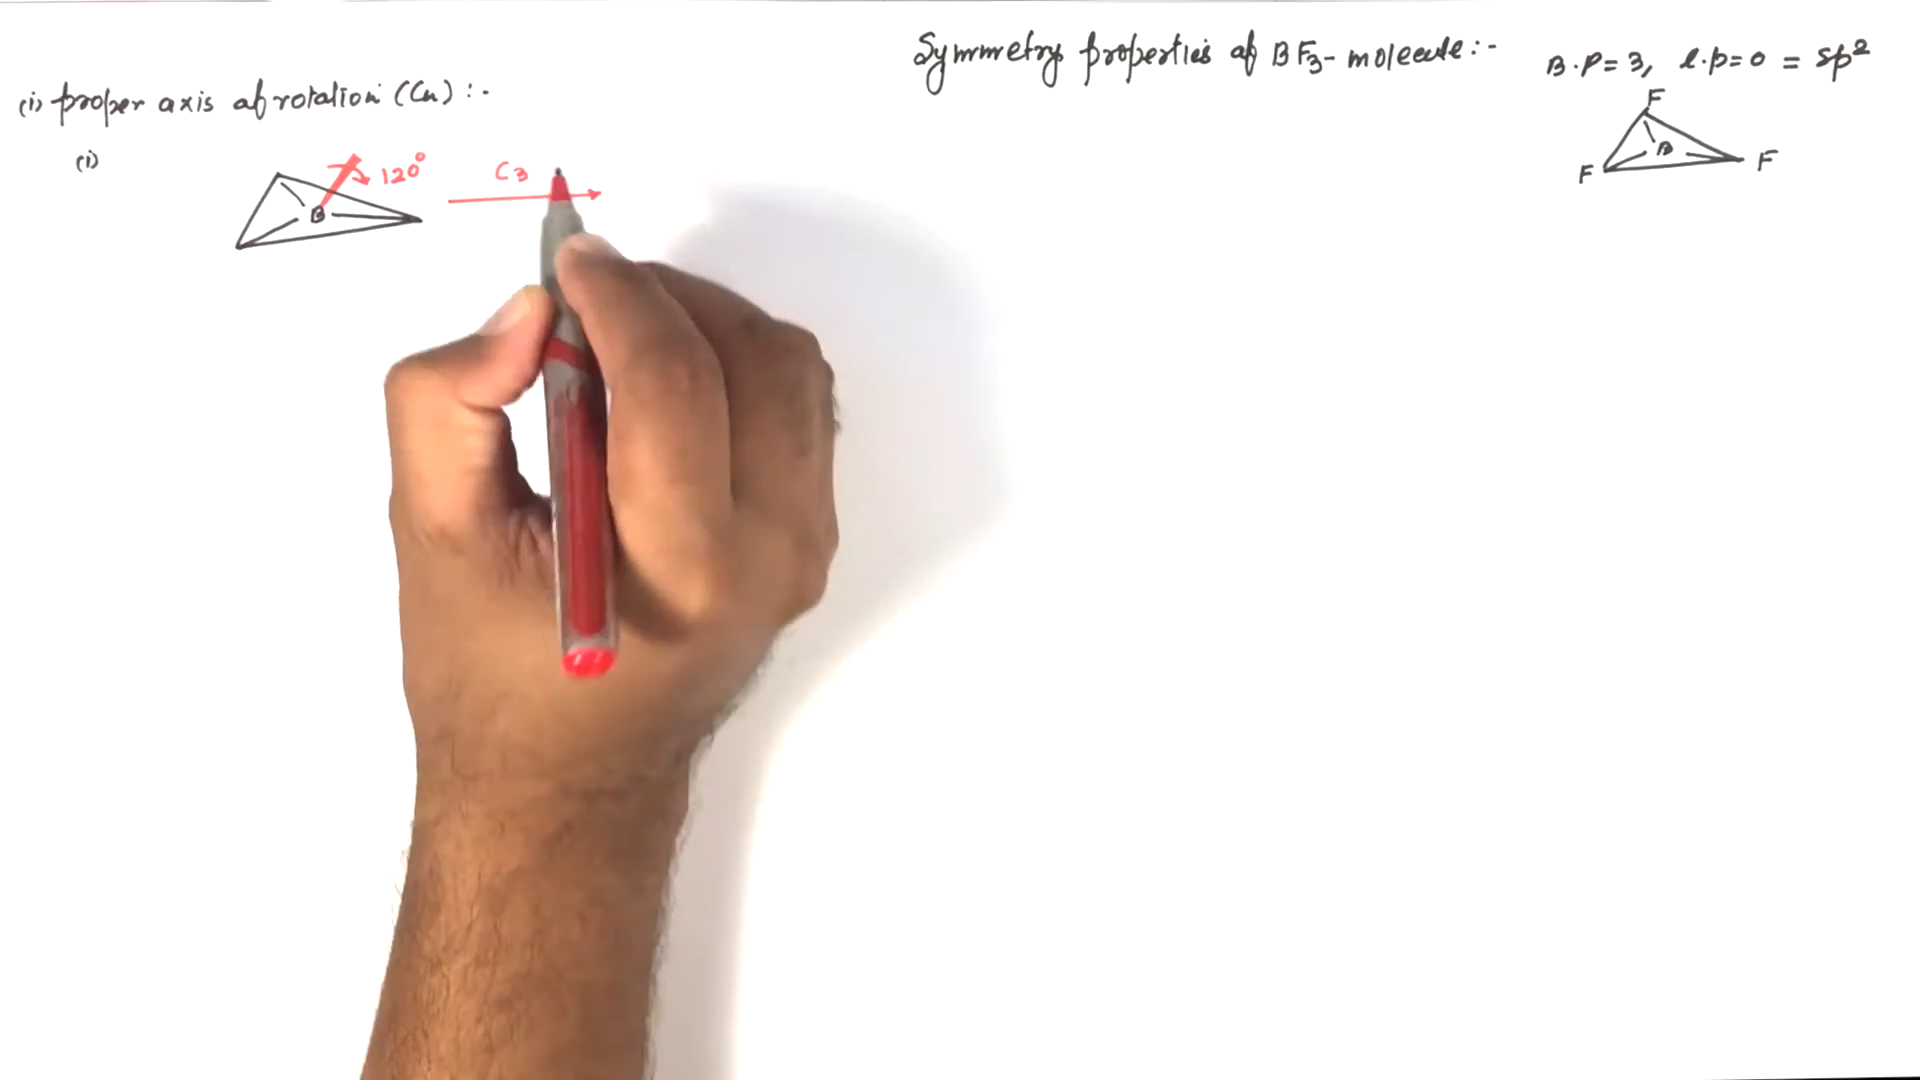 Symmetry properties of BF3- molecule:-
B.P=3, l.p=0 = sp²
F
B
F
F
(i) proper axis of rotation (Cn) :-
(i)
120°
C3
B